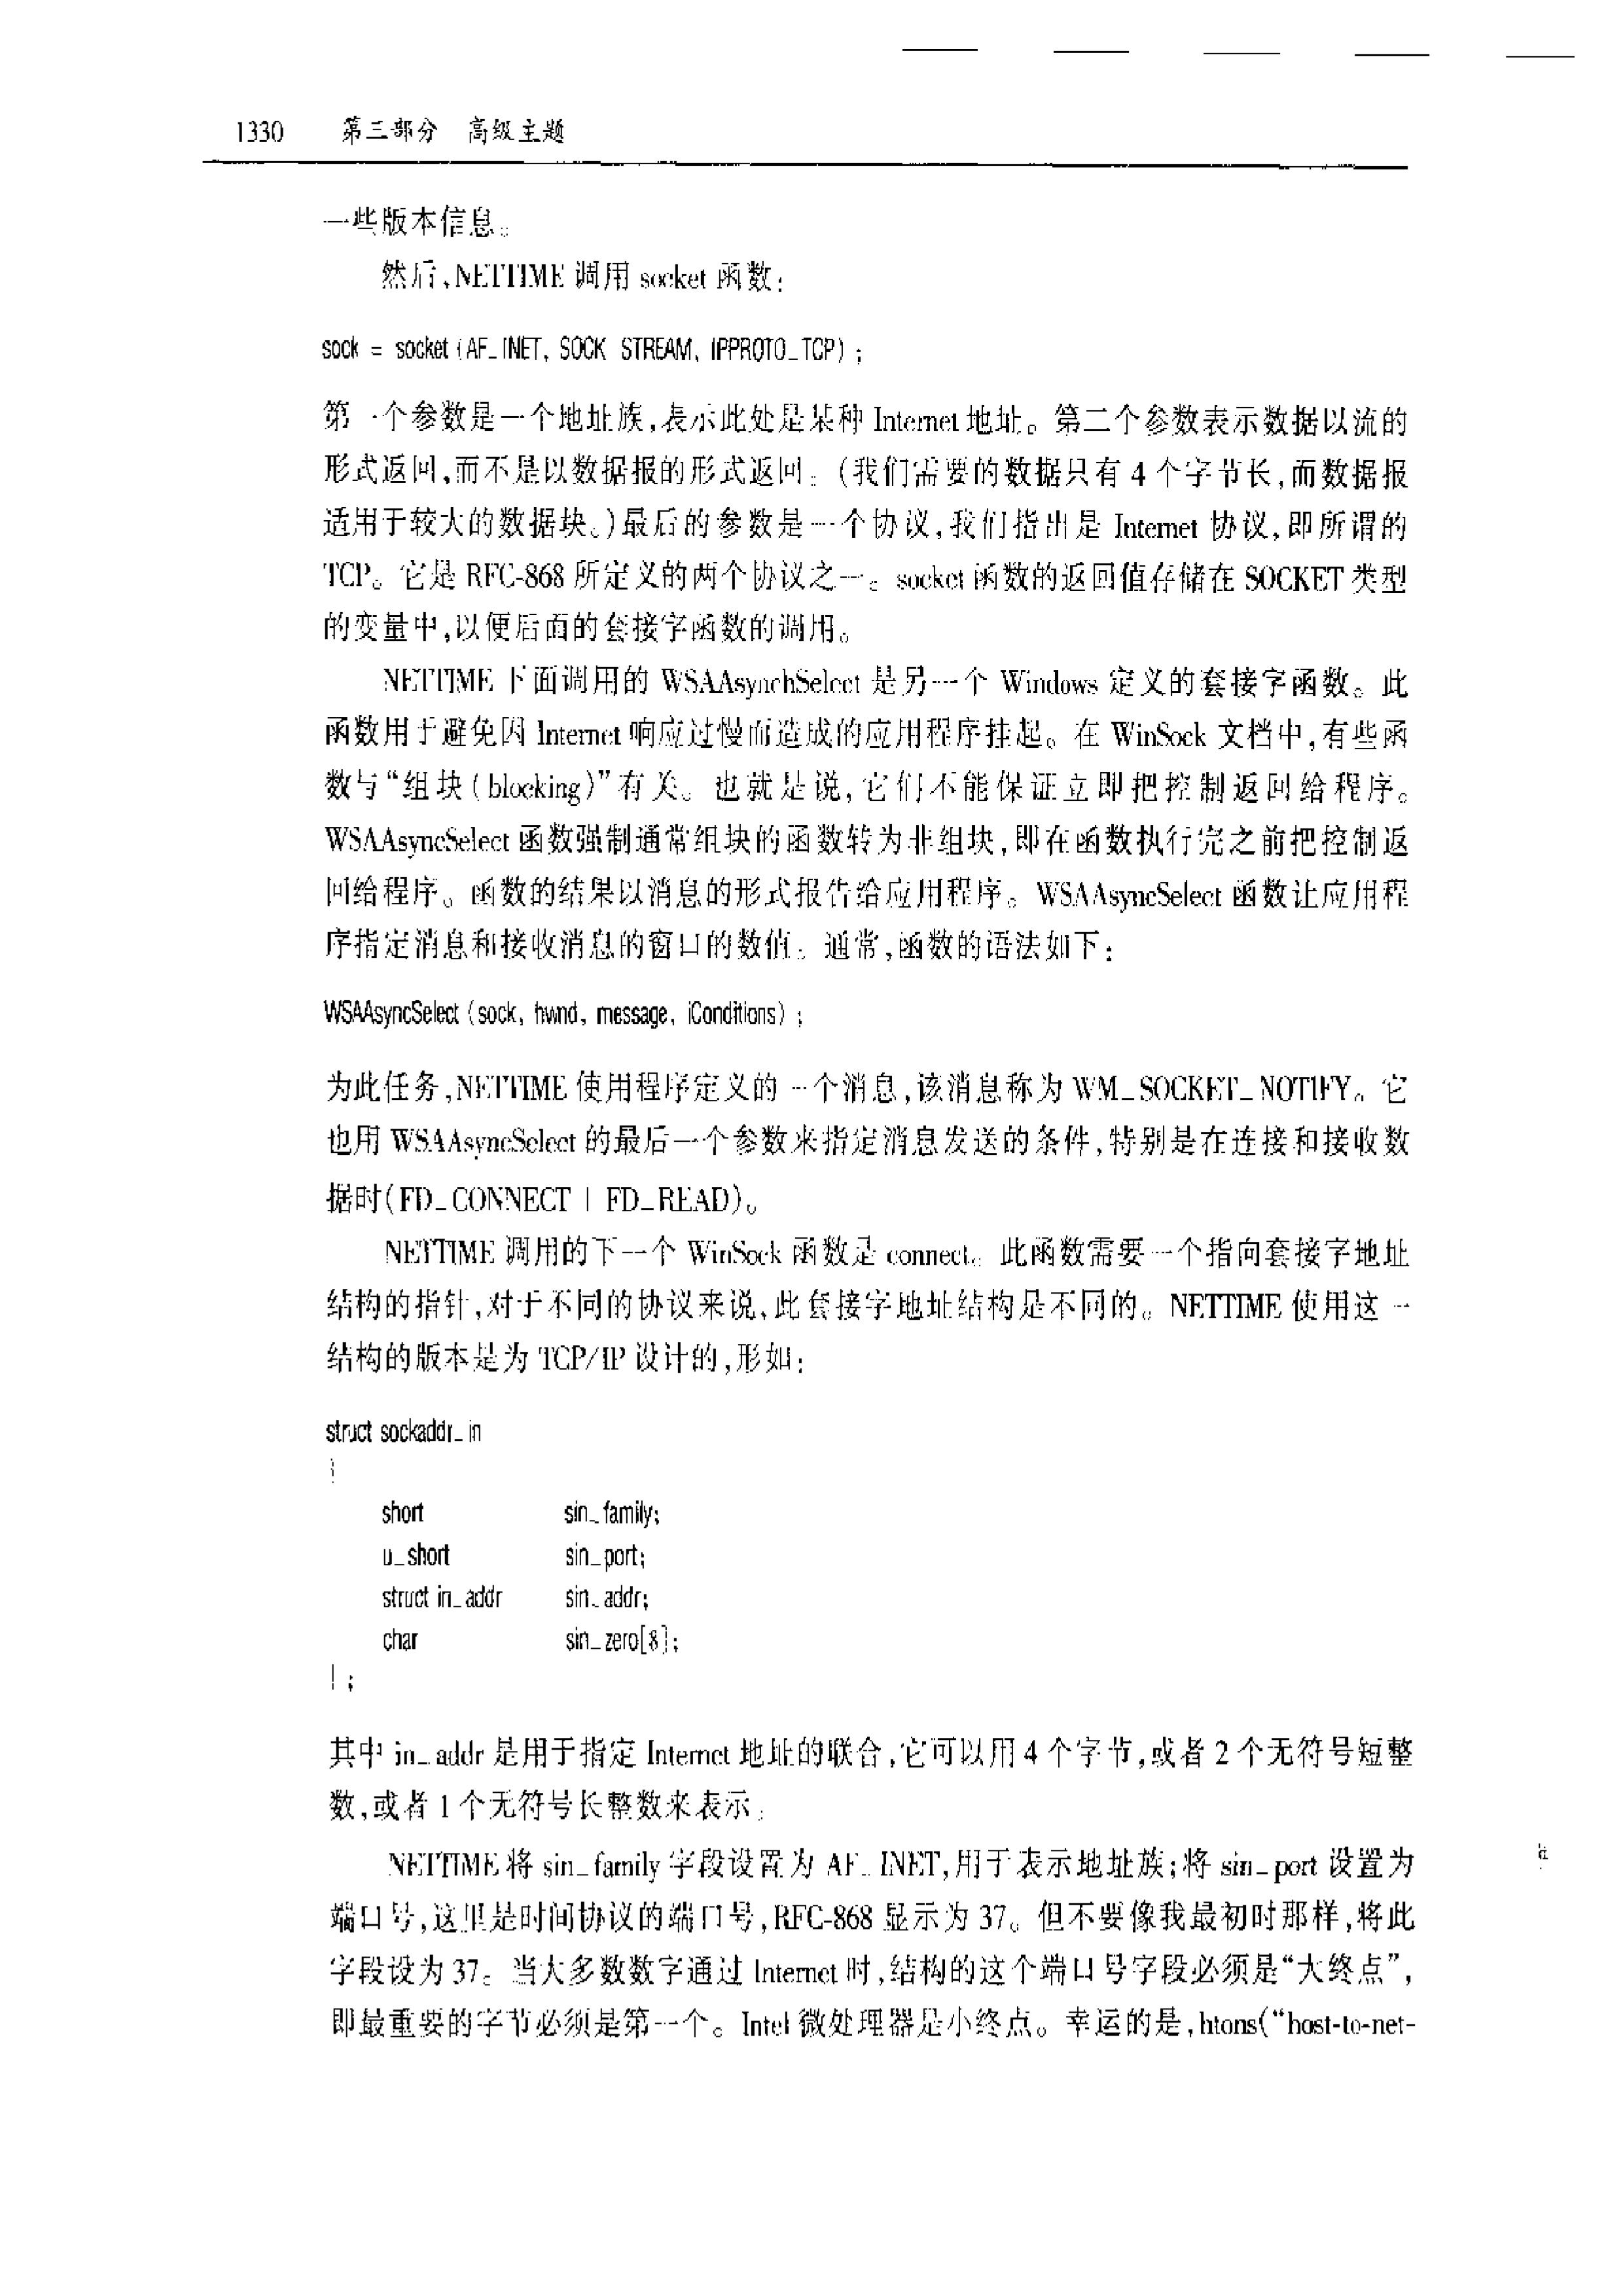 1330 第三部分 高级主题
一些版本信息。
然后,NETTIME 调用 socket 函数:
sock = socket (AF_INET, SOCK STREAM, IPPROTO_TCP) ;
第一个参数是一个地址族,表示此处是某种 Internet 地址。第二个参数表示数据以流的
形式返回,而不是以数据报的形式返回。(我们需要的数据只有 4 个字节长,而数据报
适用于较大的数据块。)最后的参数是一个协议,我们指出是 Internet 协议,即所谓的
TCP。它是 RFC-868 所定义的两个协议之一。socket 函数的返回值存储在 SOCKET 类型
的变量中,以便后面的套接字函数的调用。
NETTIME 下面调用的 WSAAsynchSelect 是另一个 Windows 定义的套接字函数。此
函数用于避免因 Internet 响应过慢而造成的应用程序挂起。在 WinSock 文档中,有些函
数与“组块(blocking)”有关。也就是说,它们不能保证立即把控制返回给程序。
WSAAsyncSelect 函数强制通常组块的函数转为非组块,即在函数执行完之前把控制返
回给程序。函数的结果以消息的形式报告给应用程序。WSAAsyncSelect 函数让应用程
序指定消息和接收消息的窗口的数值。通常,函数的语法如下:
WSAAsyncSelect (sock, hwnd, message, iConditions) ;
为此任务,NETTIME 使用程序定义的一个消息,该消息称为 WM_SOCKET_NOTIFY。它
也用 WSAAsyncSelect 的最后一个参数来指定消息发送的条件,特别是在连接和接收数
据时(FD_CONNECT | FD_READ)。
NETTIME 调用的下一个 WinSock 函数是 connect。此函数需要一个指向套接字地址
结构的指针,对于不同的协议来说,此套接字地址结构是不同的。NETTIME 使用这一
结构的版本是为 TCP/IP 设计的,形如:
struct sockaddr_in
{
short sin_family;
u_short sin_port;
struct in_addr sin_addr;
char sin_zero[8];
} ;
其中 in_addr 是用于指定 Internet 地址的联合,它可以用 4 个字节,或者 2 个无符号短整
数,或者 1 个无符号长整数来表示。
NETTIME 将 sin_family 字段设置为 AF_INET,用于表示地址族;将 sin_port 设置为
端口号,这里是时间协议的端口号,RFC-868 显示为 37。但不要像我最初时那样,将此
字段设为 37。当大多数数字通过 Internet 时,结构的这个端口号字段必须是“大终点”,
即最重要的字节必须是第一个。Intel 微处理器是小终点。幸运的是,htons(“host-to-net-